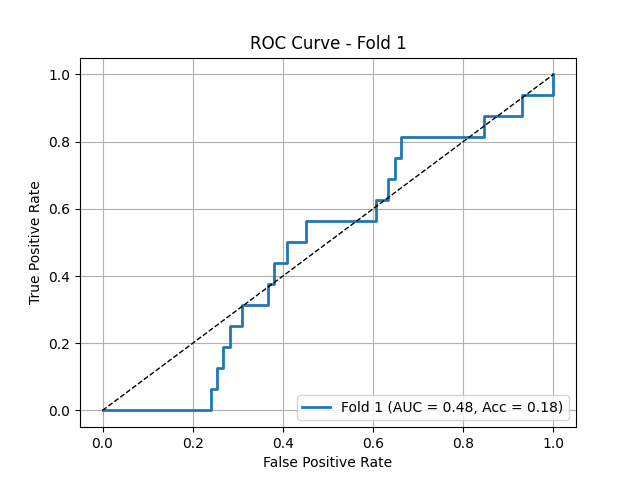 ROC Curve - Fold 1
1.0
0.8
0.6
0.4
0.2
0.0
True Positive Rate
Fold 1 (AUC = 0.48, Acc = 0.18)
0.0 0.2 0.4 0.6 0.8 1.0
False Positive Rate